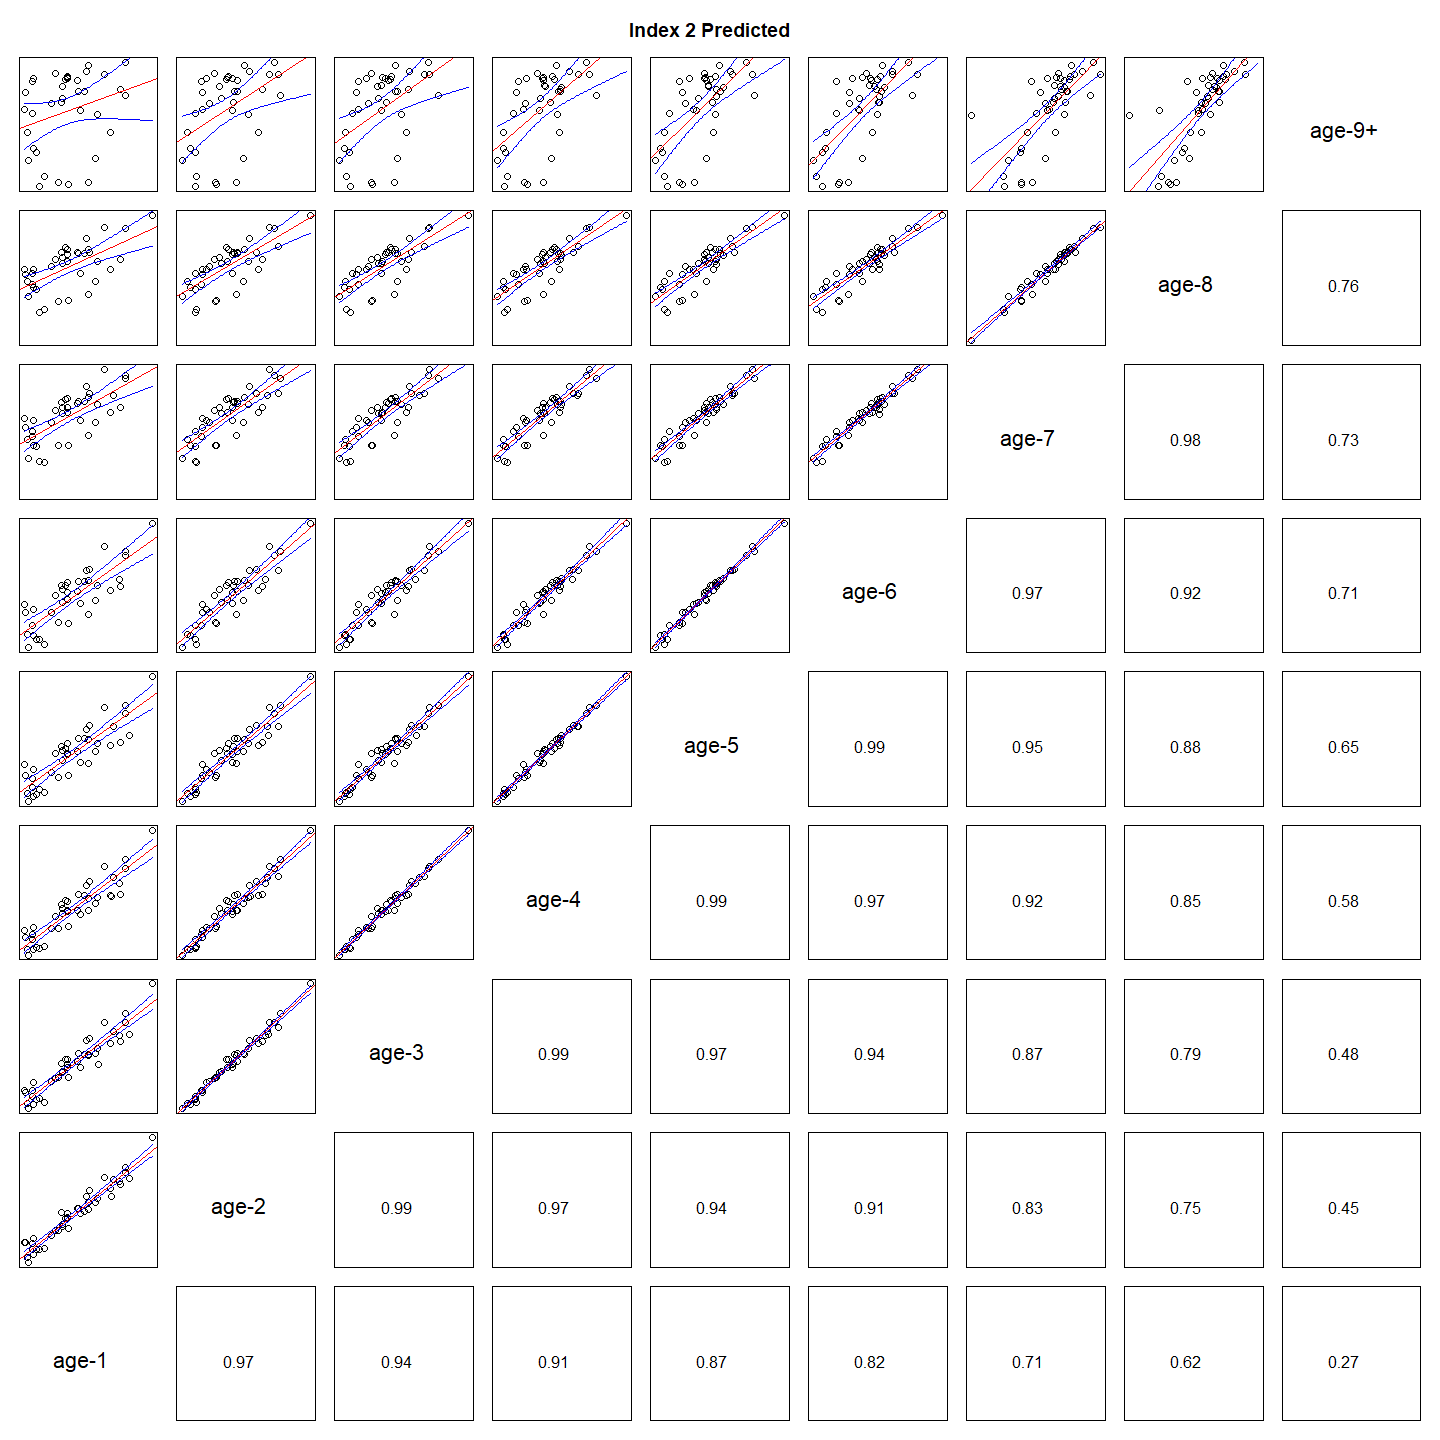 Index 2 Predicted
age-9+
age-8 0.76
age-7 0.98 0.73
age-6 0.97 0.92 0.71
age-5 0.99 0.95 0.88 0.65
age-4 0.99 0.97 0.92 0.85 0.58
age-3 0.99 0.97 0.94 0.87 0.79 0.48
age-2 0.99 0.97 0.94 0.91 0.83 0.75 0.45
age-1 0.97 0.94 0.91 0.87 0.82 0.71 0.62 0.27